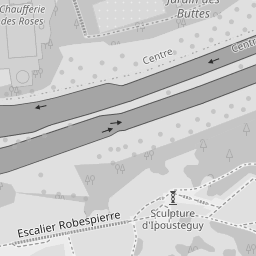 Chaufferie
des Roses
Jardin des
Buttes
Centre
Centre
Sculpture
d'Ipousteguy
Escalier Robespierre